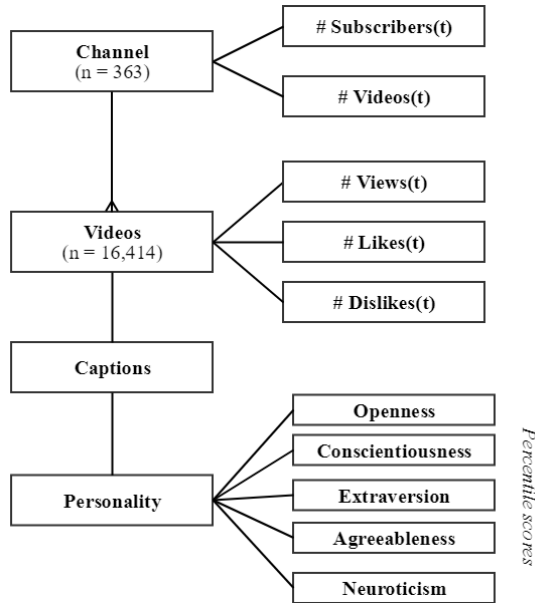 Channel
(n = 363)
# Subscribers(t)
# Videos(t)
Videos
(n = 16,414)
# Views(t)
# Likes(t)
# Dislikes(t)
Captions
Personality
Openness
Conscientiousness
Extraversion
Agreeableness
Neuroticism
Percentile scores